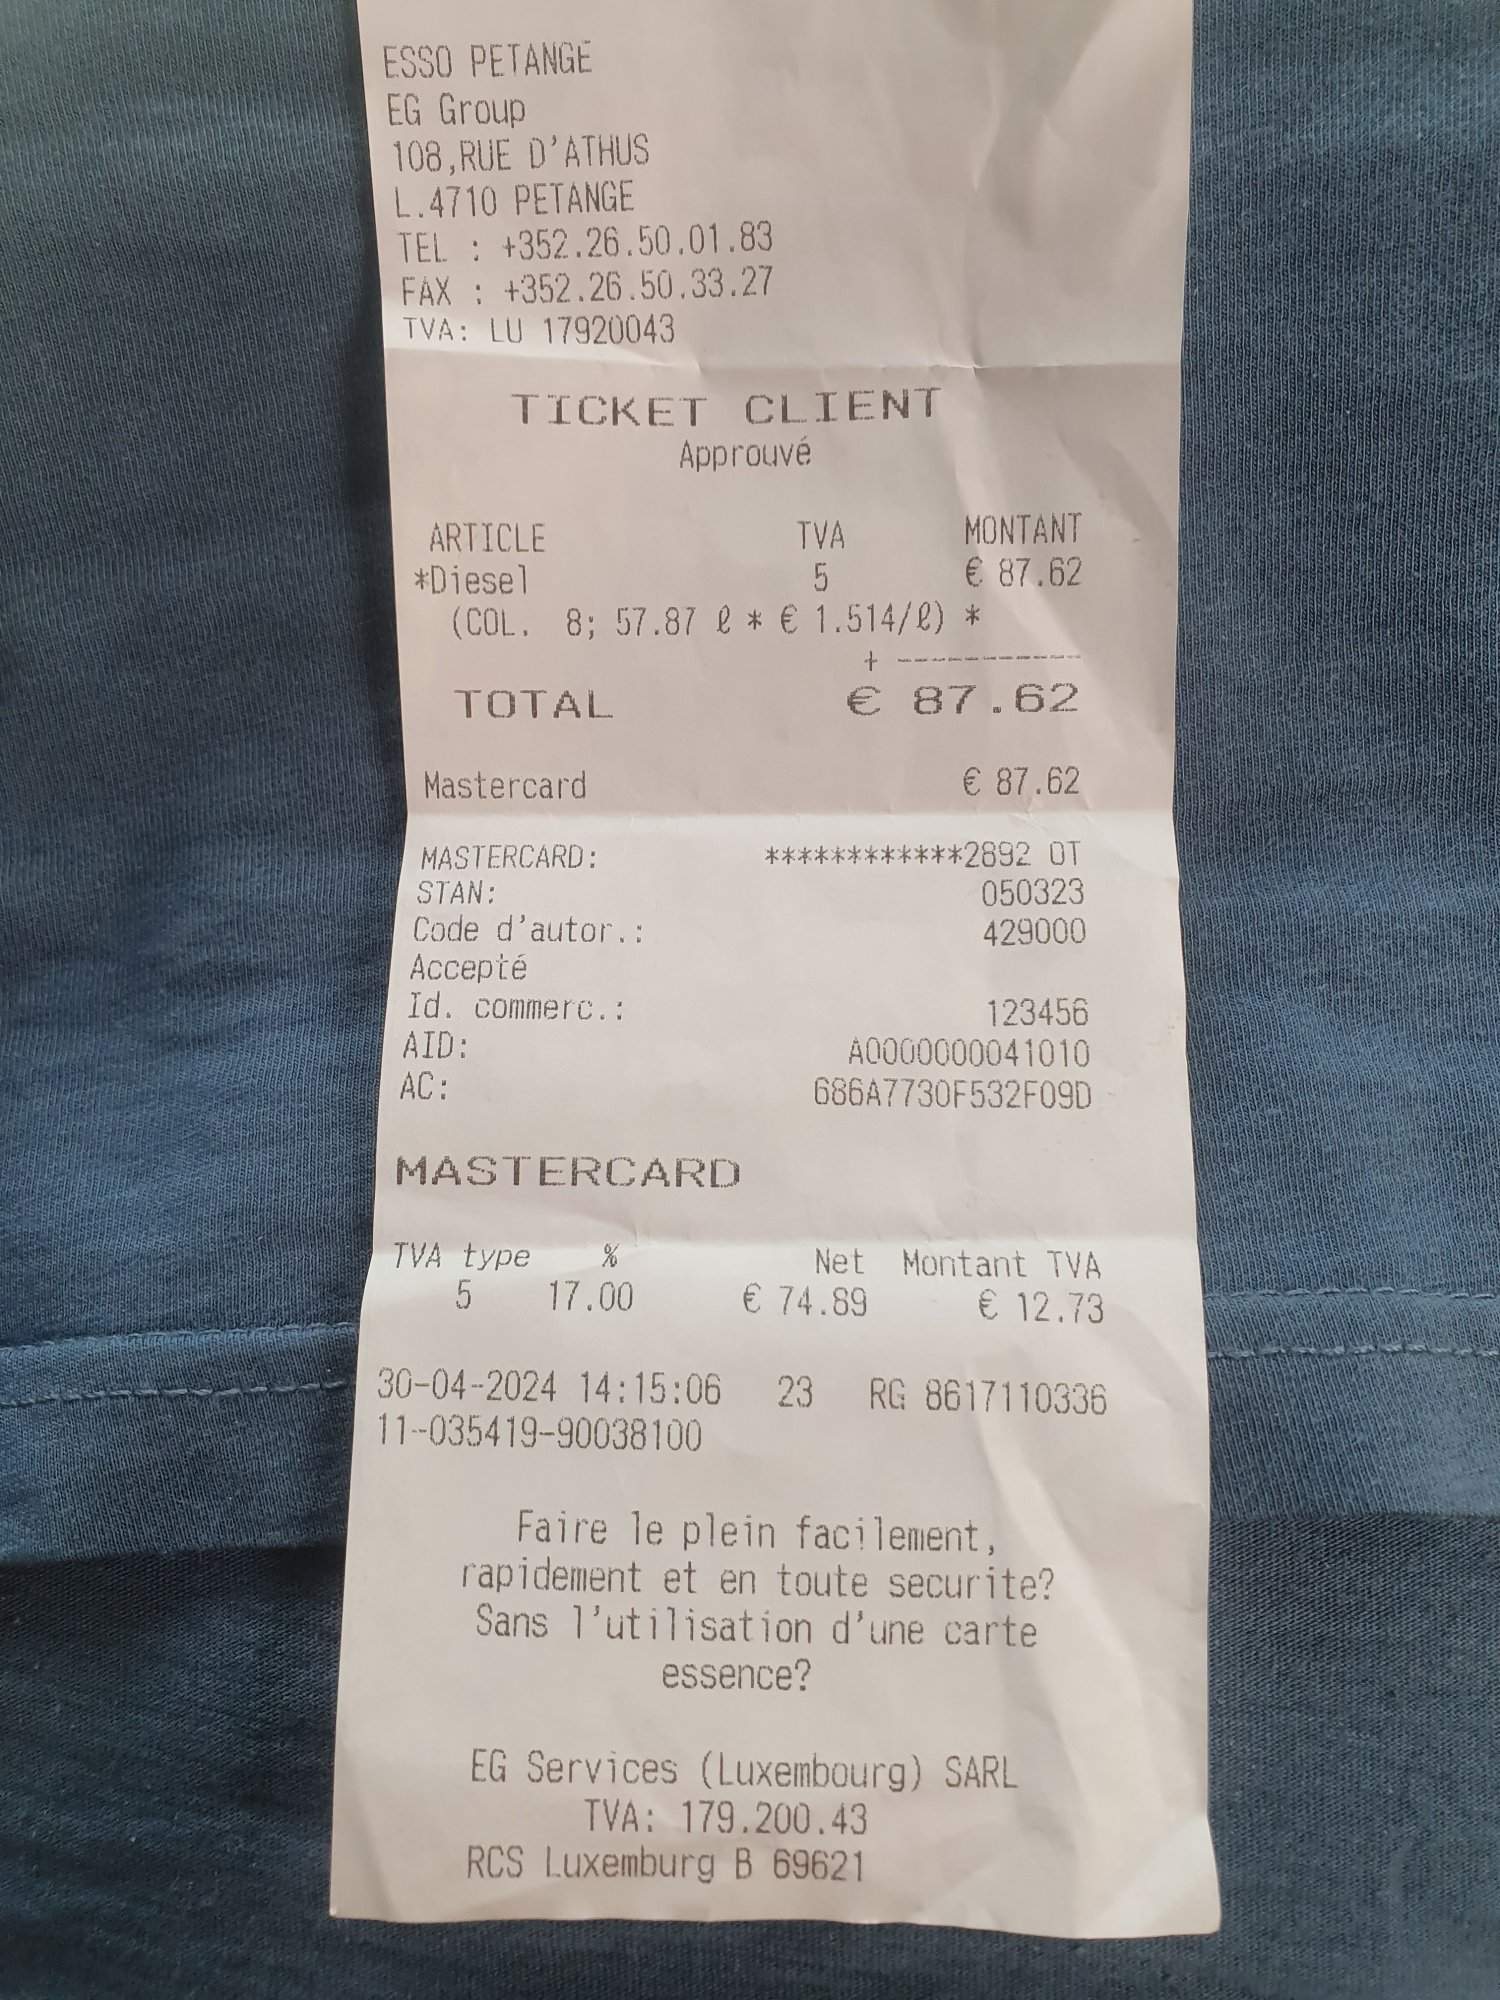 ESSO PETANGE
EG Group
108,RUE D'ATHUS
L.4710 PETANGE
TEL : +352.26.50.01.83
FAX : +352.26.50.33.27
TVA: LU 17920043
TICKET CLIENT
Approuvé
ARTICLE TVA MONTANT
*Diesel 5 € 87.62
(COL. 8; 57.87 ℓ * € 1.514/ℓ) *
+ ------------
TOTAL € 87.62
Mastercard € 87.62
MASTERCARD: ************2892 OT
STAN: 050323
Code d'autor.: 429000
Accepté
Id. commerc.: 123456
AID: A0000000041010
AC: 686A7730F532F09D
MASTERCARD
TVA type % Net Montant TVA
5 17.00 € 74.89 € 12.73
30-04-2024 14:15:06 23 RG 8617110336
11-035419-90038100
Faire le plein facilement,
rapidement et en toute securite?
Sans l'utilisation d'une carte
essence?
EG Services (Luxembourg) SARL
TVA: 179.200.43
RCS Luxemburg B 69621